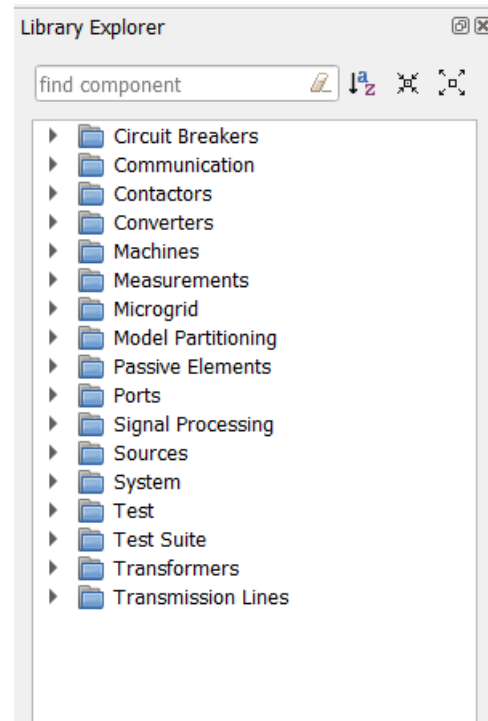 Library Explorer
find component
a
z
Circuit Breakers
Communication
Contactors
Converters
Machines
Measurements
Microgrid
Model Partitioning
Passive Elements
Ports
Signal Processing
Sources
System
Test
Test Suite
Transformers
Transmission Lines